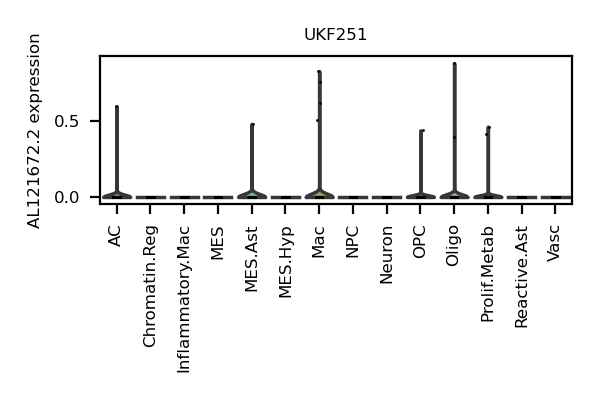 UKF251
AL121672.2 expression
0.5
0.0
AC
Chromatin.Reg
Inflammatory.Mac
MES
MES.Ast
MES.Hyp
Mac
NPC
Neuron
OPC
Oligo
Prolif.Metab
Reactive.Ast
Vasc